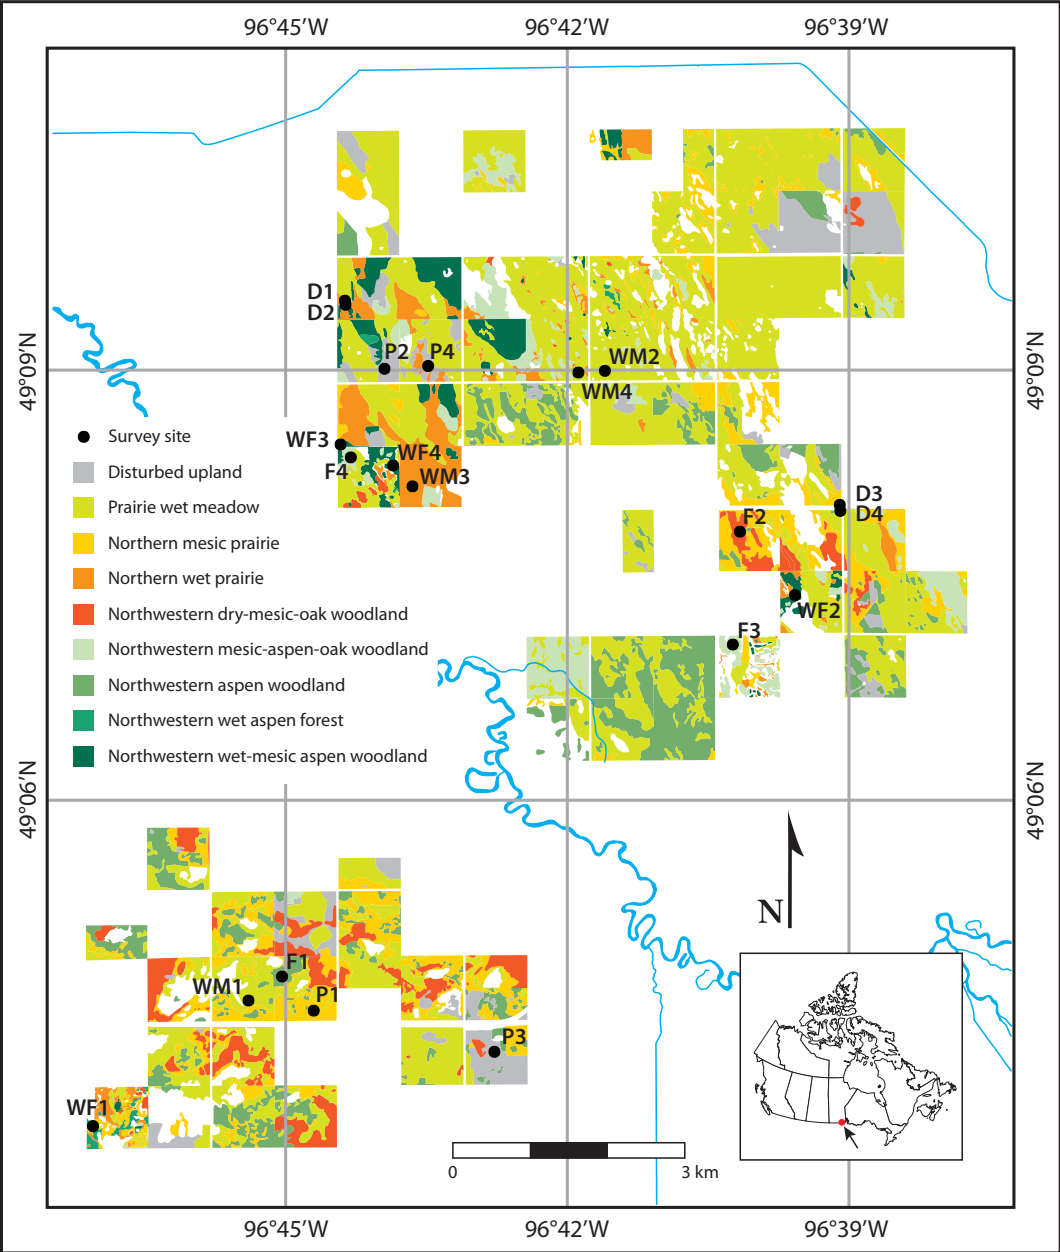 96°45’W 96°42’W 96°39’W
D1
D2
P2 P4
WM2
WM4
49°09’N
49°09’N
WF3
WF4
F4
WM3
Survey site
Disturbed upland
Prairie wet meadow
Northern mesic prairie
Northern wet prairie
Northwestern dry-mesic-oak woodland
Northwestern mesic-aspen-oak woodland
Northwestern aspen woodland
Northwestern wet aspen forest
Northwestern wet-mesic aspen woodland
D3
D4
F2
WF2
F3
49°06’N
49°06’N
N
F1
WM1
P1
P3
WF1
0 3 km
96°45’W 96°42’W 96°39’W